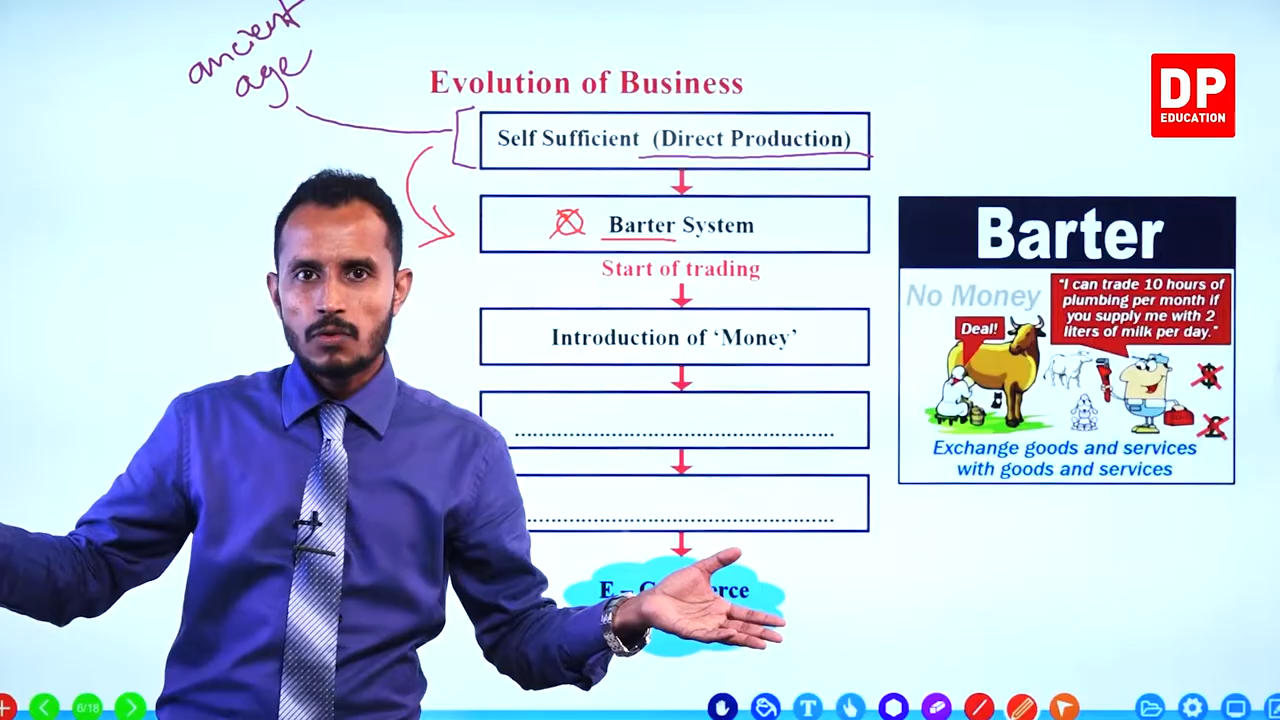 ancient
age
Evolution of Business
DP
EDUCATION
Self Sufficient (Direct Production)
Barter System
Start of trading
Introduction of ‘Money’
Barter
No Money
"I can trade 10 hours of
plumbing per month if
you supply me with 2
liters of milk per day."
Deal!
Exchange goods and services
with goods and services
.................................................................
.................................................................
6/18
T